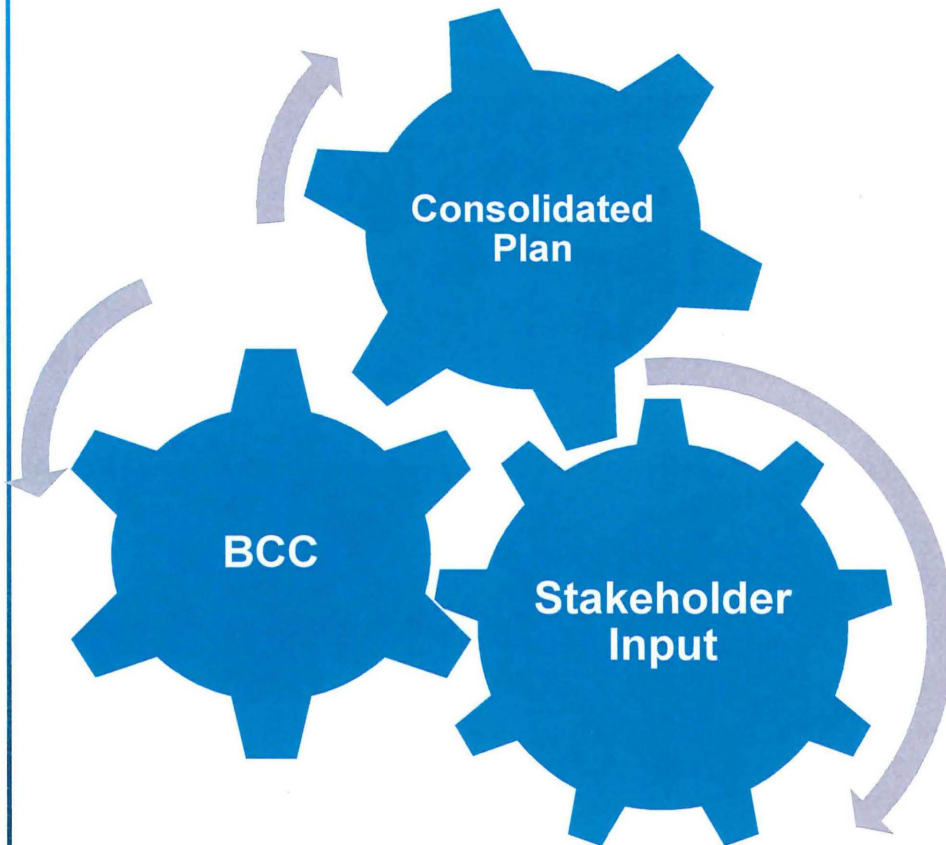 Consolidated
Plan
BCC
Stakeholder
Input